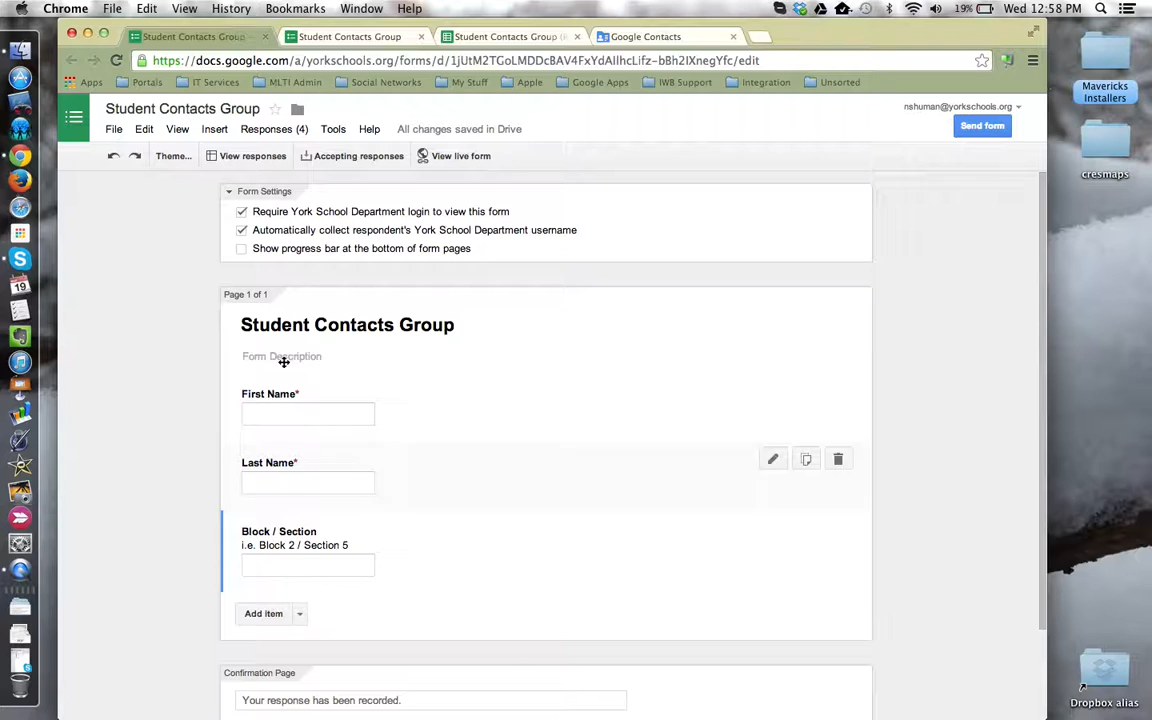 Chrome File Edit View History Bookmarks Window Help 19% Wed 12:58 PM
Student Contacts Group Student Contacts Group Student Contacts Group Google Contacts
https://docs.google.com/a/yorkschools.org/forms/d/1jUtM2TGoLMDDcBAV4FxYdAIlhcLifz-bBh2IXnegYfc/edit
Apps Portals IT Services MLTI Admin Social Networks My Stuff Apple Google Apps IWB Support Integration Unsorted
Mavericks
Installers
Student Contacts Group
nshuman@yorkschools.org
File Edit View Insert Responses (4) Tools Help All changes saved in Drive
Send form
Theme... View responses Accepting responses View live form
cresmaps
Form Settings
Require York School Department login to view this form
Automatically collect respondent's York School Department username
Show progress bar at the bottom of form pages
Page 1 of 1
Student Contacts Group
Form Description
First Name*
Last Name*
Block / Section
i.e. Block 2 / Section 5
Add item
Confirmation Page
Your response has been recorded.
Dropbox alias
19